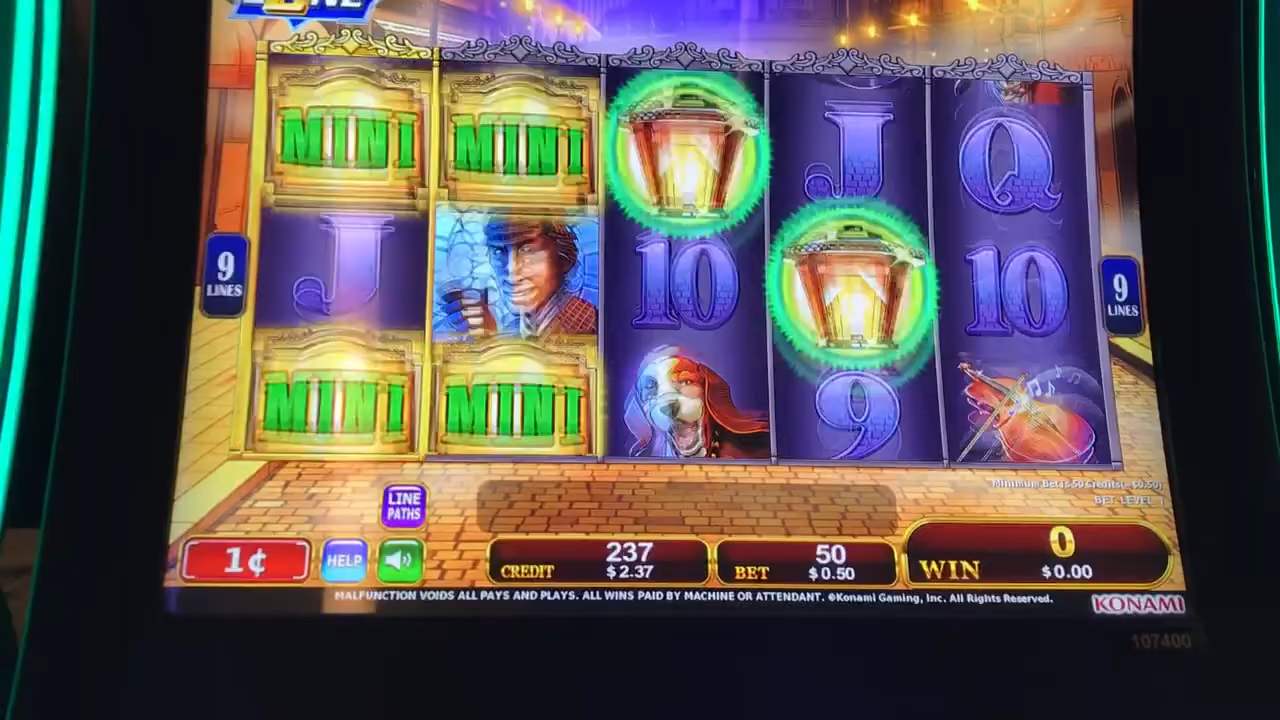 MINI MINI J Q
J 10 10
MINI MINI 9
9
LINES
9
LINES
Minimum Bet is 50 Credits(=$0.50)
BET LEVEL 1
LINE
PATHS
1¢
HELP
237
CREDIT $2.37
50
BET $0.50
0
WIN $0.00
MALFUNCTION VOIDS ALL PAYS AND PLAYS. ALL WINS PAID BY MACHINE OR ATTENDANT. ©Konami Gaming, Inc. All Rights Reserved.
KONAMI
107400